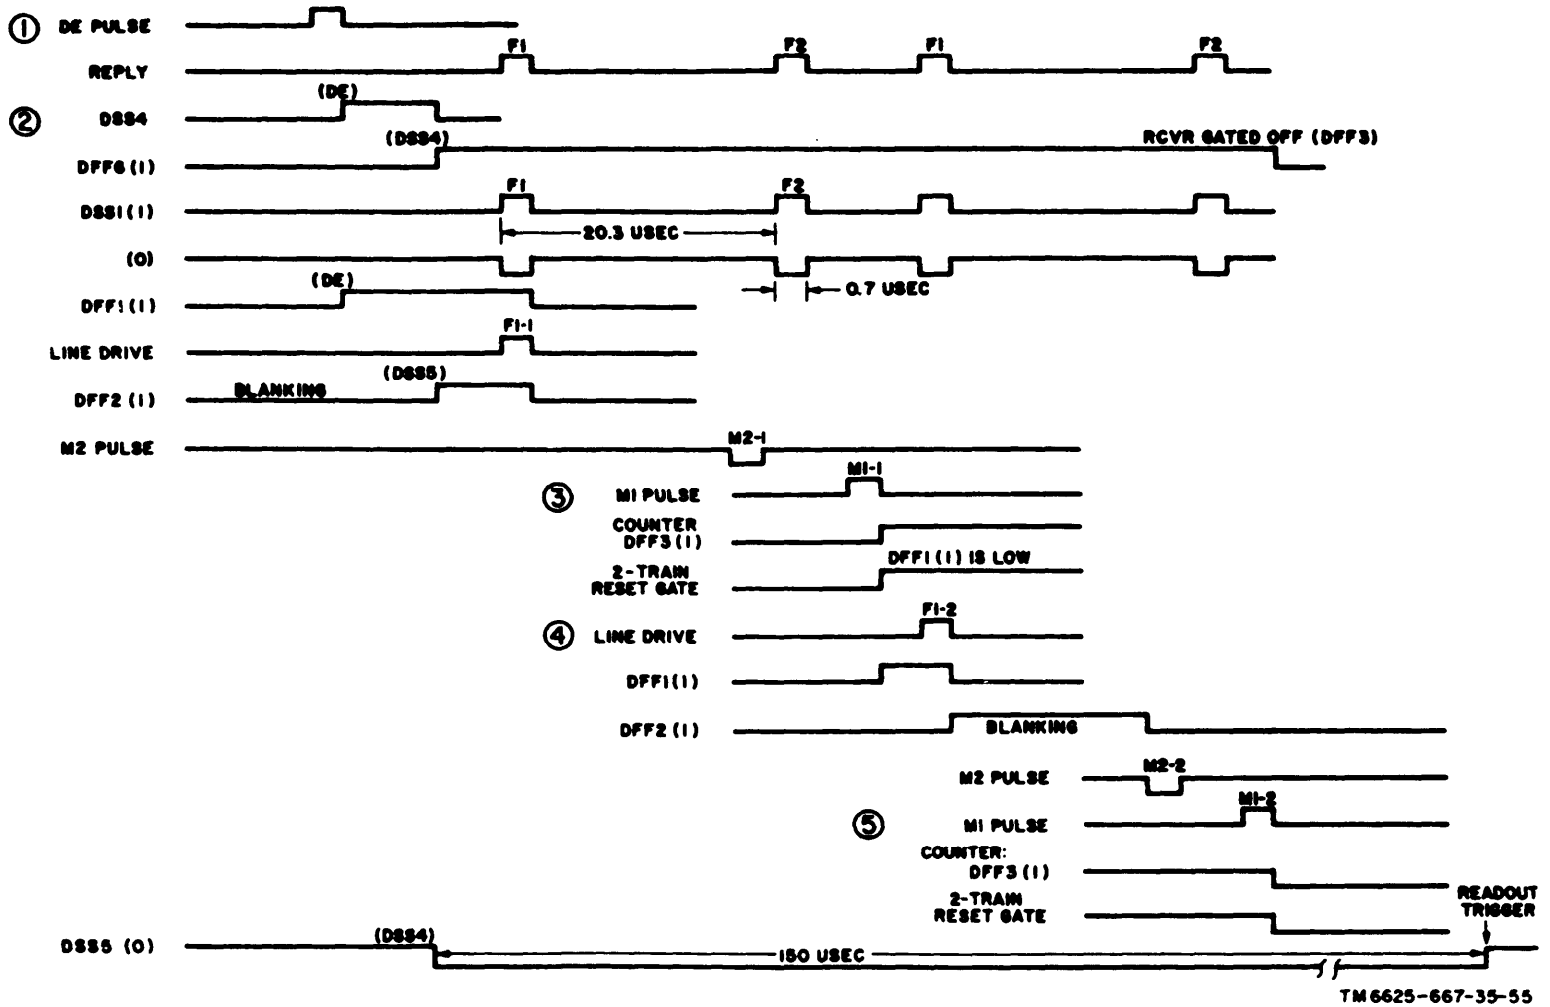 ① DE PULSE
REPLY
F1 F2 F1 F2
(DE)
② DSS4
(DSS4) RCVR GATED OFF (DFF3)
DFF6 (1)
F1 F2
DSS1 (1)
20.3 USEC
(0)
(DE) 0.7 USEC
DFF1 (1)
F1-1
LINE DRIVE
(DSS5)
BLANKING
DFF2 (1)
M2-1
M2 PULSE
M1-1
③ M1 PULSE
COUNTER
DFF3 (1)
DFF1 (1) IS LOW
2-TRAIN
RESET GATE
F1-2
④ LINE DRIVE
DFF1 (1)
DFF2 (1) BLANKING
M2-2
M2 PULSE
M1-2
⑤ M1 PULSE
COUNTER:
DFF3 (1)
2-TRAIN
RESET GATE
READOUT
TRIGGER
(DSS4)
DSS5 (0)
150 USEC
TM6625-667-35-55